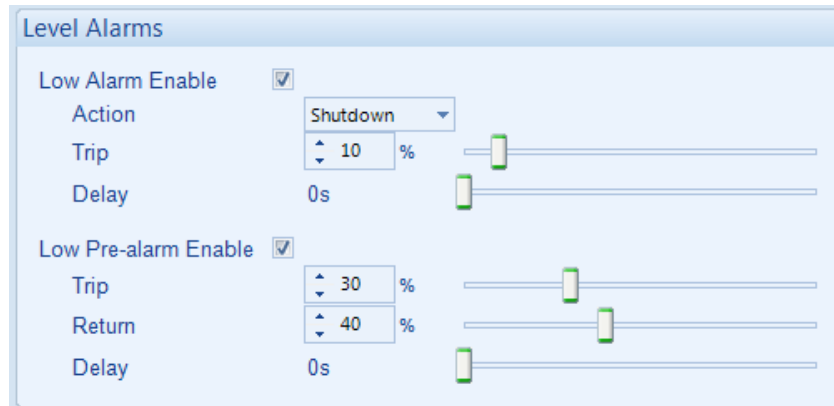 Level Alarms
Low Alarm Enable
Action Shutdown
Trip 10 %
Delay 0s
Low Pre-alarm Enable
Trip 30 %
Return 40 %
Delay 0s